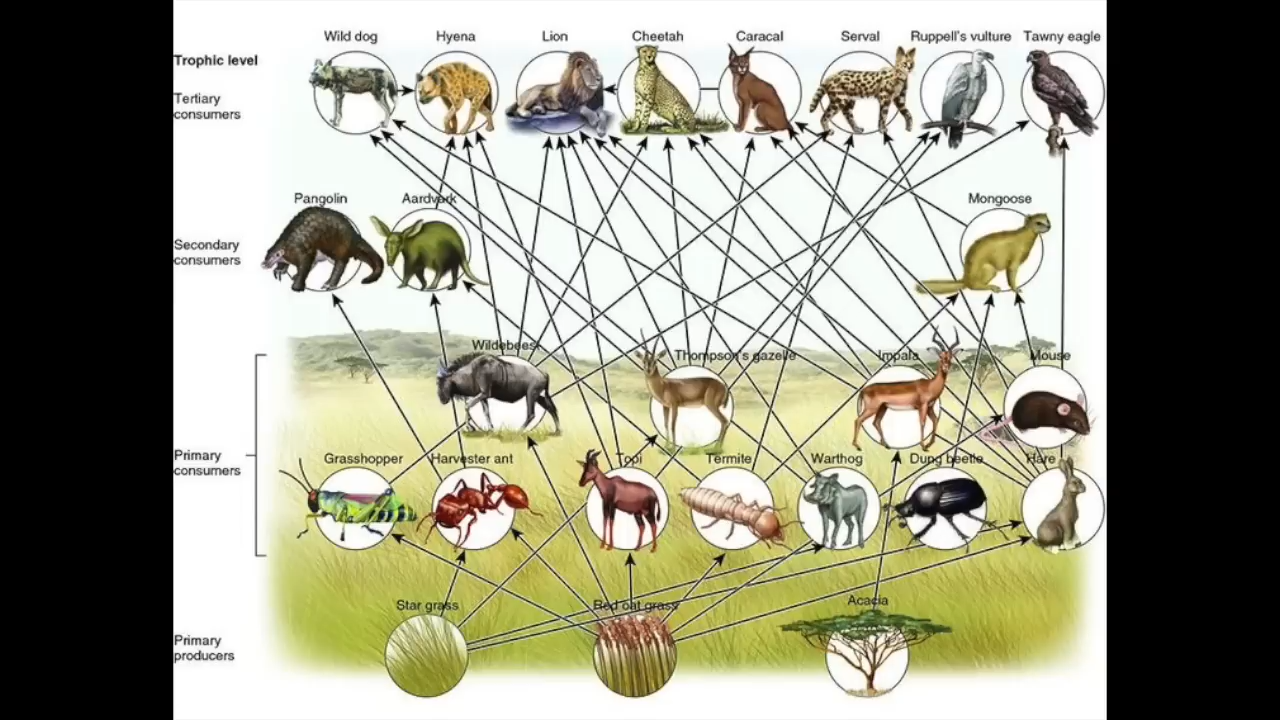 Wild dog
Hyena
Lion
Cheetah
Caracal
Serval
Ruppell's vulture
Tawny eagle
Trophic level
Tertiary
consumers
Pangolin
Aardvark
Mongoose
Secondary
consumers
Wildebeest
Thompson's gazelle
Impala
Mouse
Primary
consumers
Grasshopper
Harvester ant
Topi
Termite
Warthog
Dung beetle
Hare
Star grass
Red oat grass
Acacia
Primary
producers